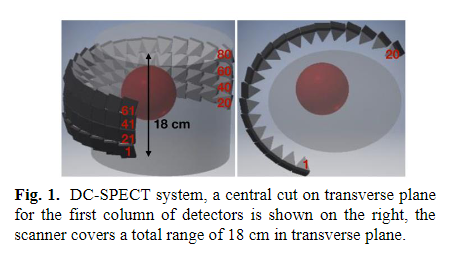 80
60
40
20
61
41
21
1
18 cm
20
1
Fig. 1. DC-SPECT system, a central cut on transverse plane
for the first column of detectors is shown on the right, the
scanner covers a total range of 18 cm in transverse plane.